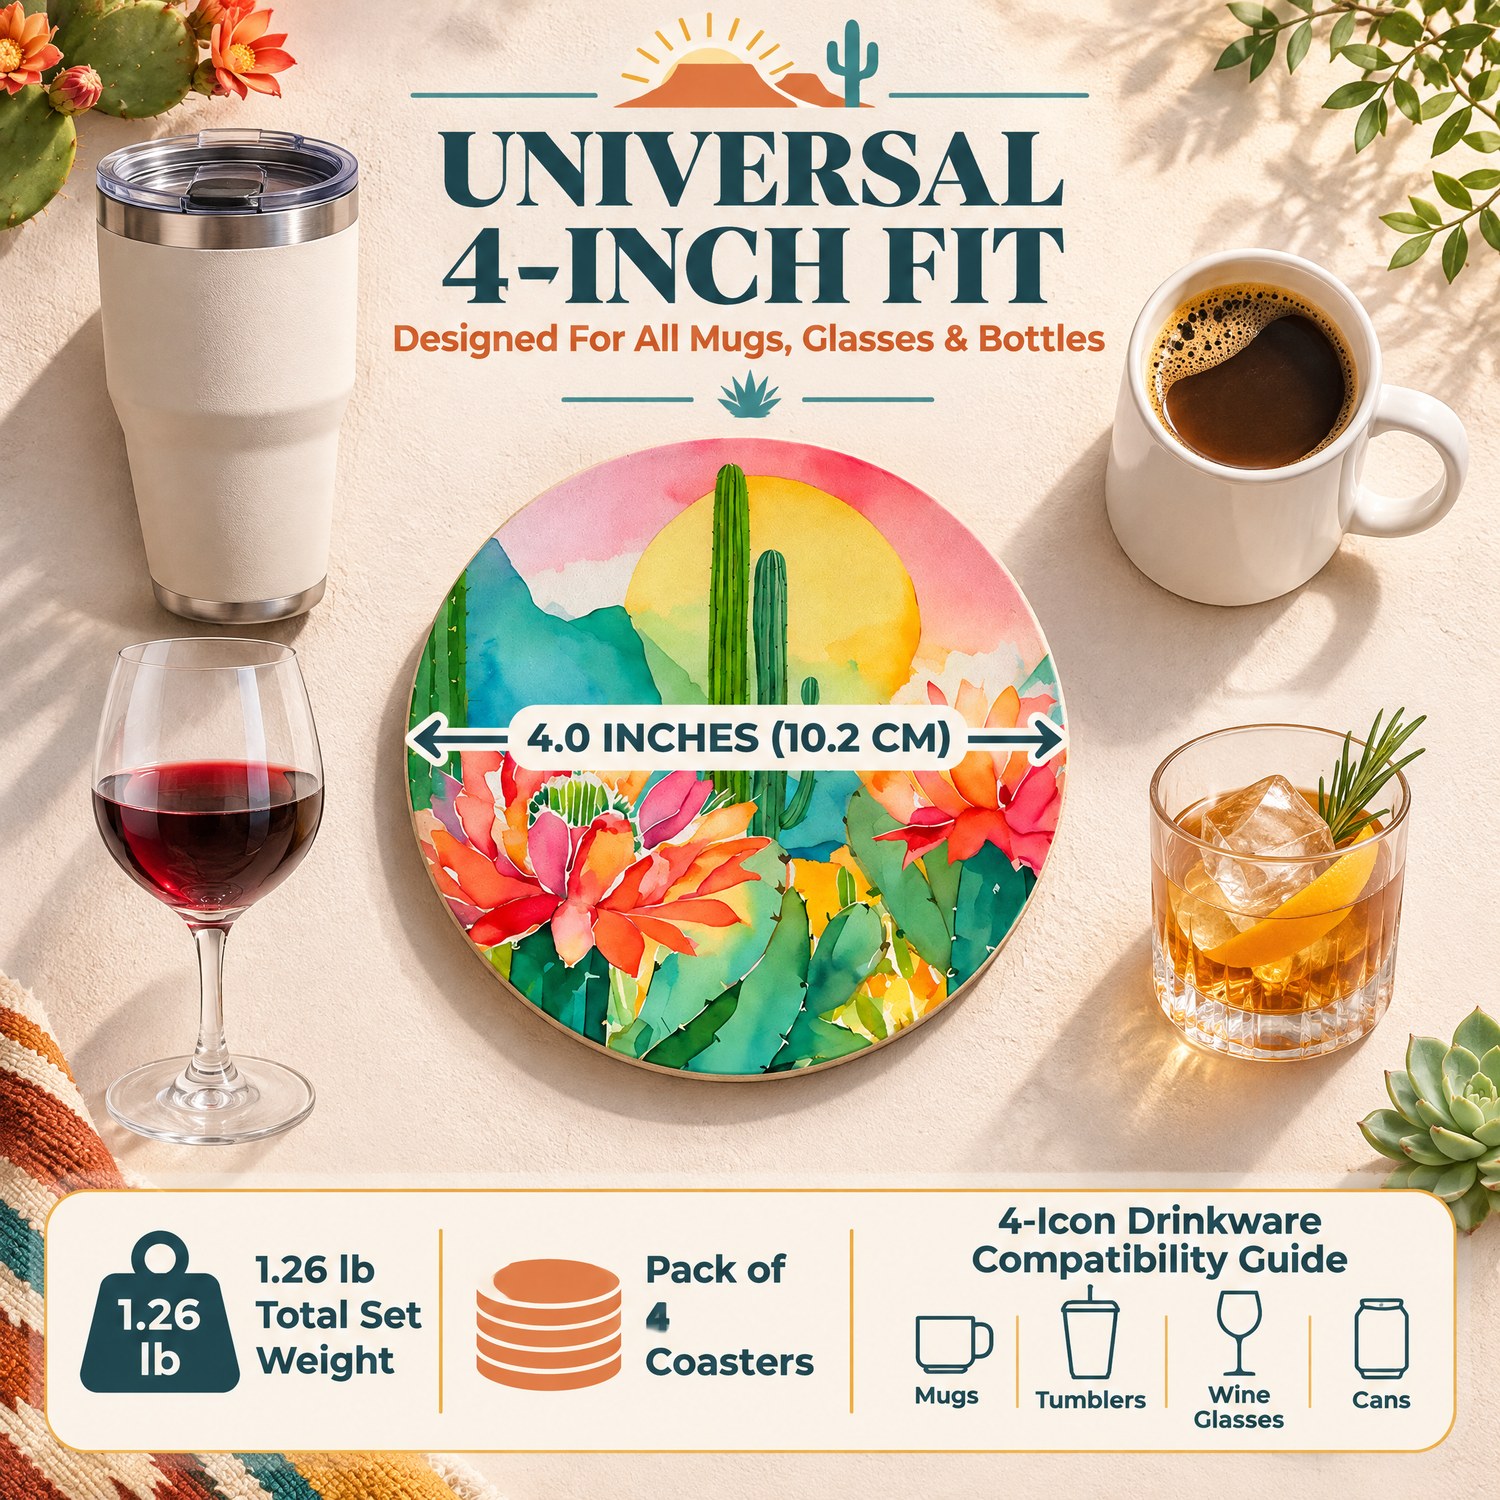 UNIVERSAL
4-INCH FIT
Designed For All Mugs, Glasses & Bottles
4.0 INCHES (10.2 CM)
1.26
lb
1.26 lb
Total Set
Weight
Pack of
4
Coasters
4-Icon Drinkware
Compatibility Guide
Mugs
Tumblers
Wine
Glasses
Cans